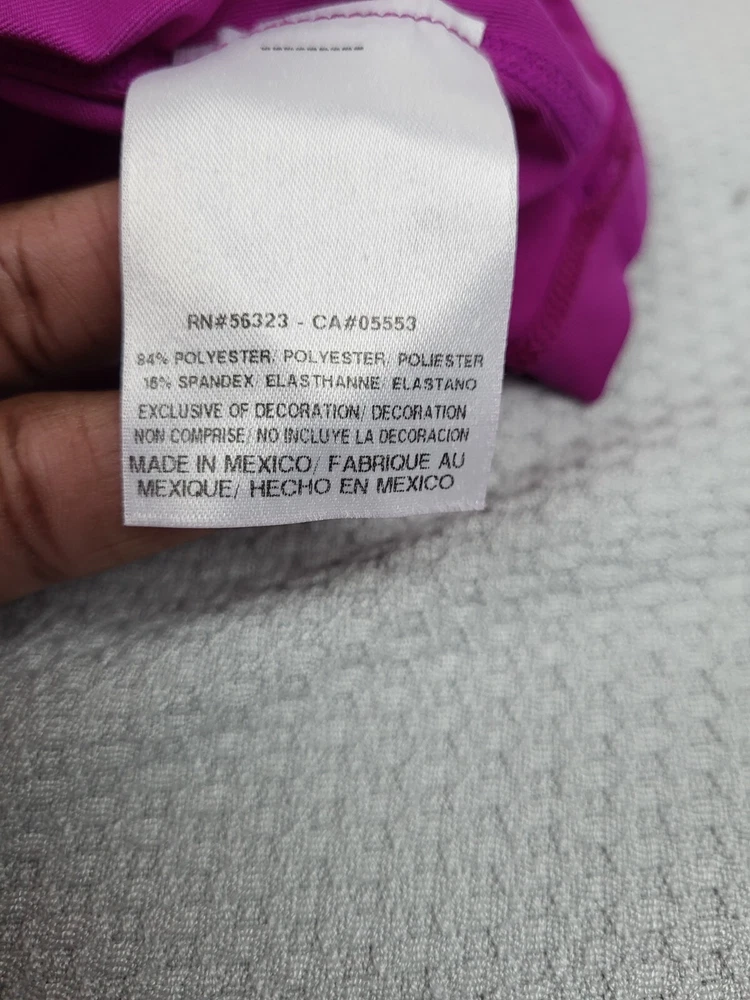 RN#56323 - CA#05553
84% POLYESTER/ POLYESTER/ POLIESTER
16% SPANDEX/ ELASTHANNE/ ELASTANO
EXCLUSIVE OF DECORATION/ DECORATION
NON COMPRISE/ NO INCLUYE LA DECORACION
MADE IN MEXICO/ FABRIQUE AU
MEXIQUE/ HECHO EN MEXICO